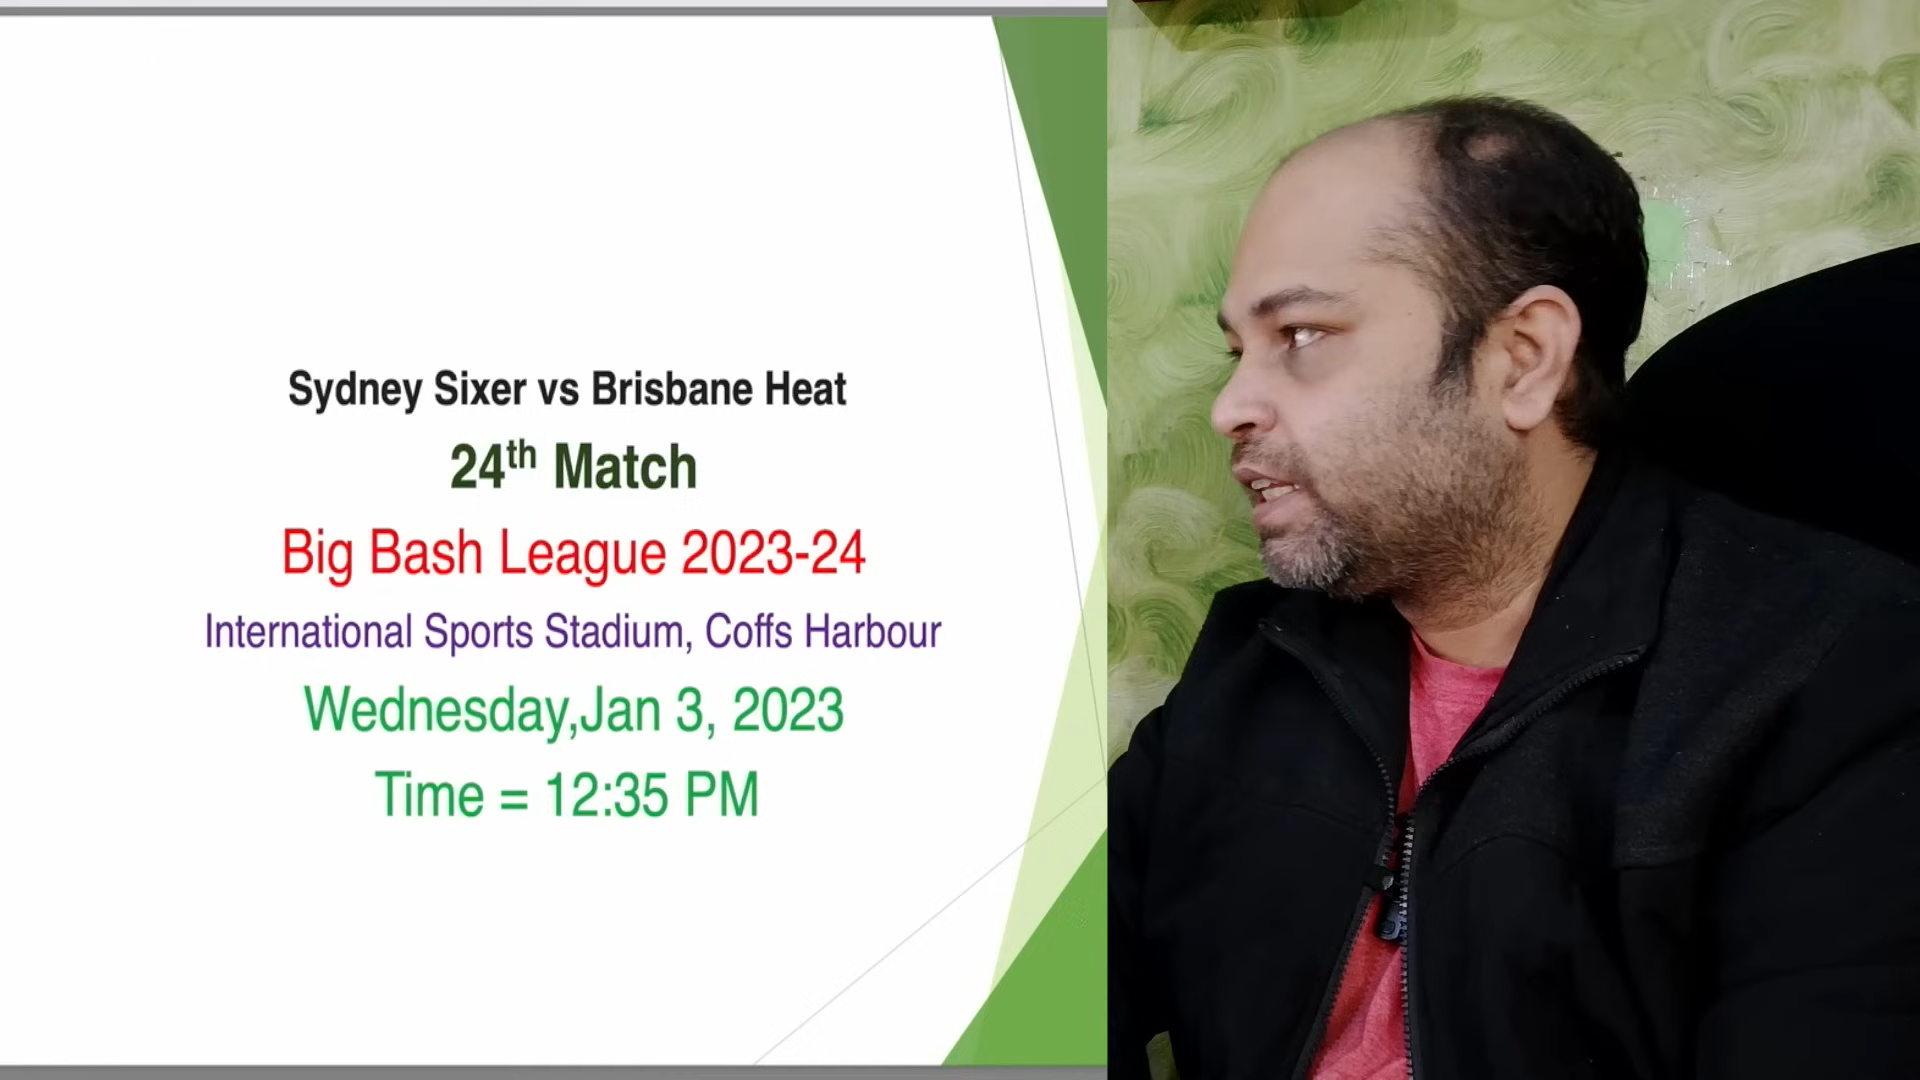 Sydney Sixer vs Brisbane Heat
24th Match
Big Bash League 2023-24
International Sports Stadium, Coffs Harbour
Wednesday,Jan 3, 2023
Time = 12:35 PM